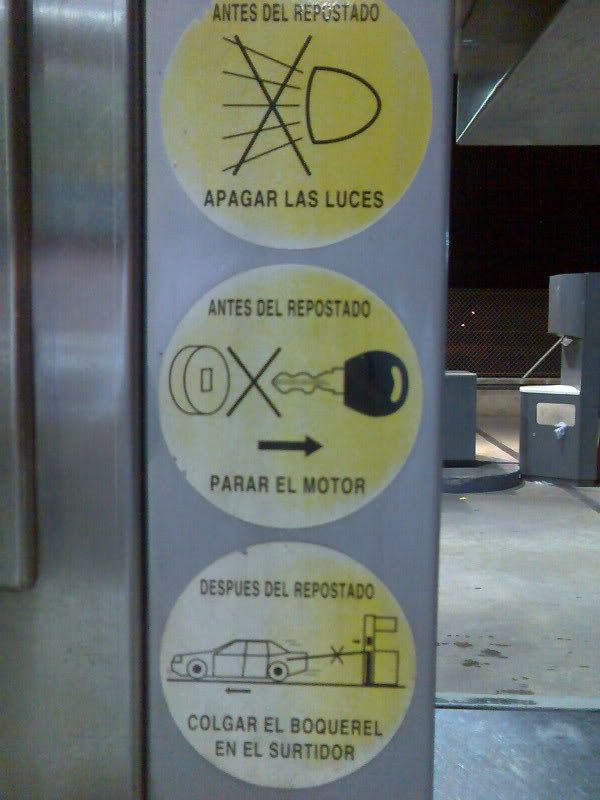 ANTES DEL REPOSTADO
APAGAR LAS LUCES
ANTES DEL REPOSTADO
PARAR EL MOTOR
DESPUES DEL REPOSTADO
COLGAR EL BOQUEREL
EN EL SURTIDOR